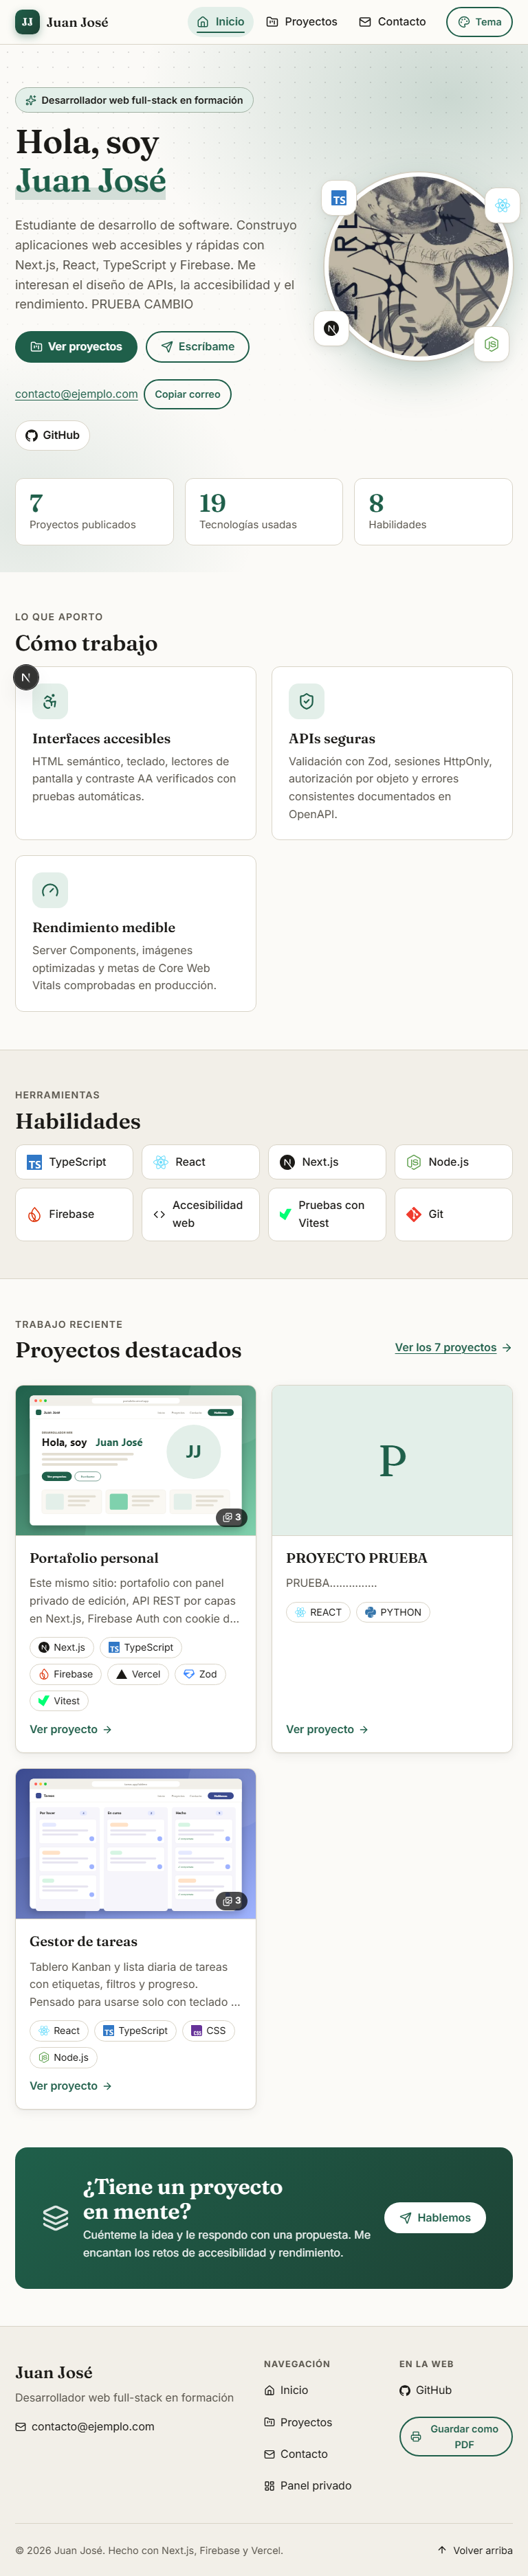 JJ Juan José Inicio Proyectos Contacto Tema
Desarrollador web full-stack en formación
Hola, soy
Juan José
Estudiante de desarrollo de software. Construyo
aplicaciones web accesibles y rápidas con
Next.js, React, TypeScript y Firebase. Me
interesan el diseño de APIs, la accesibilidad y el
rendimiento. PRUEBA CAMBIO
TS
N
JS
Ver proyectos Escríbame
contacto@ejemplo.com Copiar correo
GitHub
7 19 8
Proyectos publicados Tecnologías usadas Habilidades
LO QUE APORTO
Cómo trabajo
N
Interfaces accesibles
HTML semántico, teclado, lectores de
pantalla y contraste AA verificados con
pruebas automáticas.
APIs seguras
Validación con Zod, sesiones HttpOnly,
autorización por objeto y errores
consistentes documentados en
OpenAPI.
Rendimiento medible
Server Components, imágenes
optimizadas y metas de Core Web
Vitals comprobadas en producción.
HERRAMIENTAS
Habilidades
TS TypeScript React N Next.js JS Node.js
Firebase Accesibilidad
web
Pruebas con
Vitest
Git
TRABAJO RECIENTE
Proyectos destacados
Ver los 7 proyectos
Hola, soy Juan José
JJ
3
Portafolio personal
Este mismo sitio: portafolio con panel
privado de edición, API REST por capas
en Next.js, Firebase Auth con cookie d...
Next.js TypeScript
Firebase Vercel Zod
Vitest
Ver proyecto
P
PROYECTO PRUEBA
PRUEBA...............
REACT PYTHON
Ver proyecto
Por hacer En curso Hecho
3
Gestor de tareas
Tablero Kanban y lista diaria de tareas
con etiquetas, filtros y progreso.
Pensado para usarse solo con teclado ...
React TypeScript CSS
Node.js
Ver proyecto
¿Tiene un proyecto
en mente?
Cuénteme la idea y le respondo con una propuesta. Me
encantan los retos de accesibilidad y rendimiento.
Hablemos
Juan José
Desarrollador web full-stack en formación
contacto@ejemplo.com
NAVEGACIÓN
Inicio
Proyectos
Contacto
Panel privado
EN LA WEB
GitHub
Guardar como
PDF
© 2026 Juan José. Hecho con Next.js, Firebase y Vercel.
Volver arriba